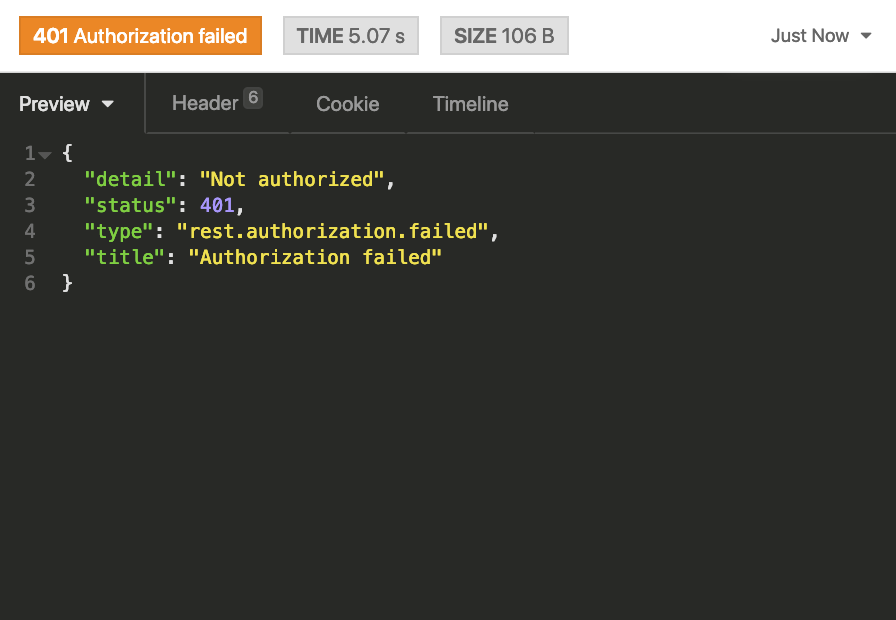 401 Authorization failed TIME 5.07 s SIZE 106 B Just Now
Preview Header 6 Cookie Timeline
1 {
2 "detail": "Not authorized",
3 "status": 401,
4 "type": "rest.authorization.failed",
5 "title": "Authorization failed"
6 }